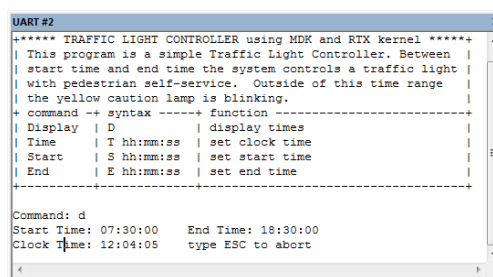 UART #2
+***** TRAFFIC LIGHT CONTROLLER using MDK and RTX kernel *****+
| This program is a simple Traffic Light Controller. Between |
| start time and end time the system controls a traffic light |
| with pedestrian self-service.  Outside of this time range |
| the yellow caution lamp is blinking. |
+ command -+ syntax -----+ function --------------------------+
| Display | D | display times |
| Time | T hh:mm:ss | set clock time |
| Start | S hh:mm:ss | set start time |
| End | E hh:mm:ss | set end time |
+----------+-------------+------------------------------------+
Command: d
Start Time: 07:30:00    End Time: 18:30:00
Clock Time: 12:04:05    type ESC to abort